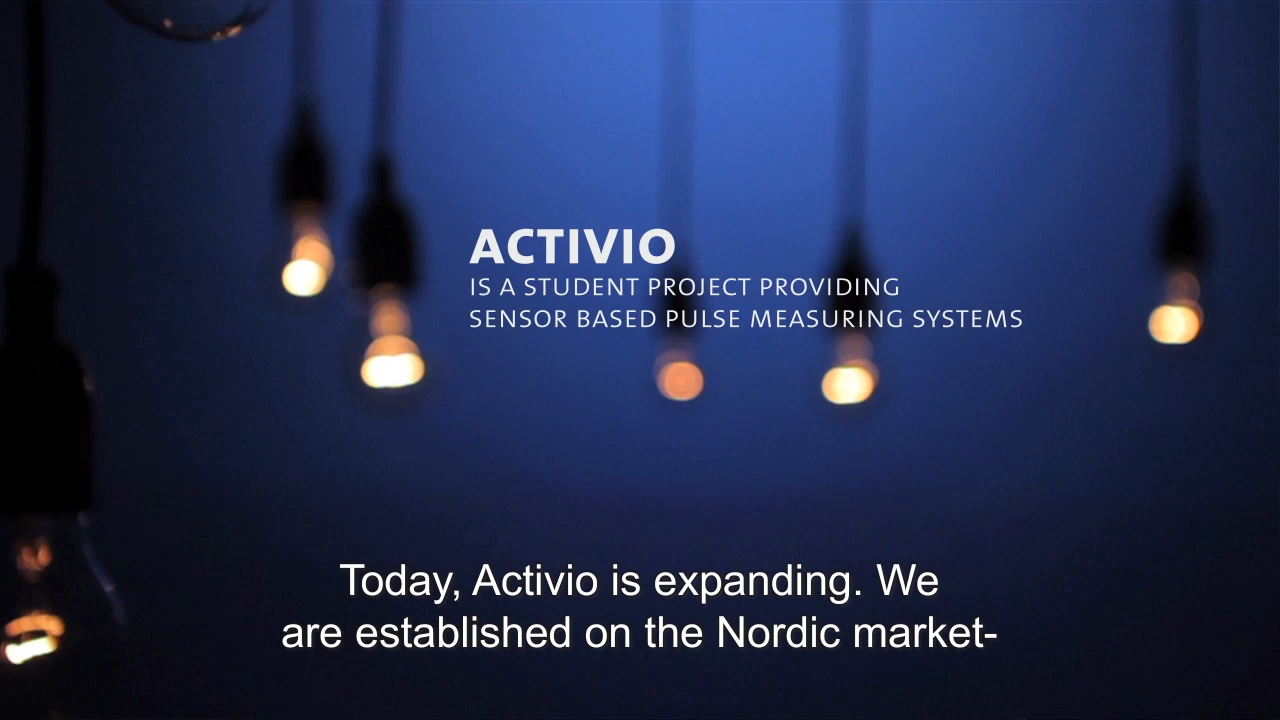 ACTIVIO
IS A STUDENT PROJECT PROVIDING
SENSOR BASED PULSE MEASURING SYSTEMS
Today, Activio is expanding. We
are established on the Nordic market-